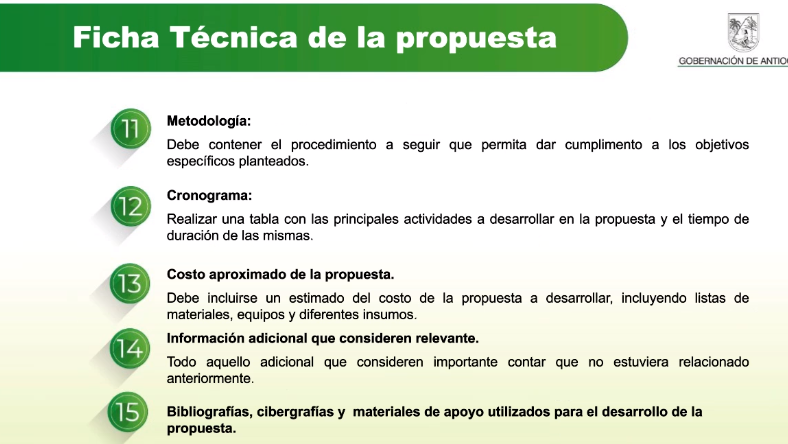 Ficha Técnica de la propuesta
GOBERNACIÓN DE ANTIO
11
Metodología:
Debe contener el procedimiento a seguir que permita dar cumplimento a los objetivos
específicos planteados.
12
Cronograma:
Realizar una tabla con las principales actividades a desarrollar en la propuesta y el tiempo de
duración de las mismas.
13
Costo aproximado de la propuesta.
Debe incluirse un estimado del costo de la propuesta a desarrollar, incluyendo listas de
materiales, equipos y diferentes insumos.
14
Información adicional que consideren relevante.
Todo aquello adicional que consideren importante contar que no estuviera relacionado
anteriormente.
15
Bibliografías, cibergrafías y materiales de apoyo utilizados para el desarrollo de la
propuesta.